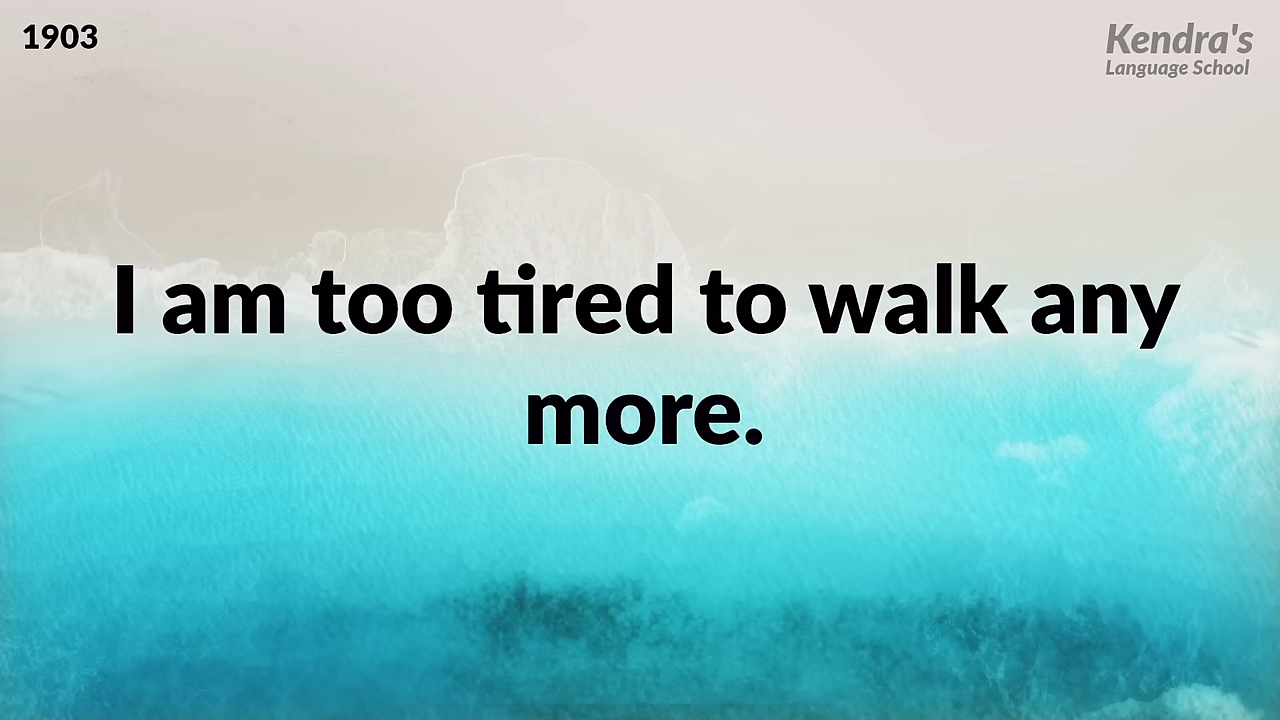 1903
Kendra's
Language School
I am too tired to walk any
more.